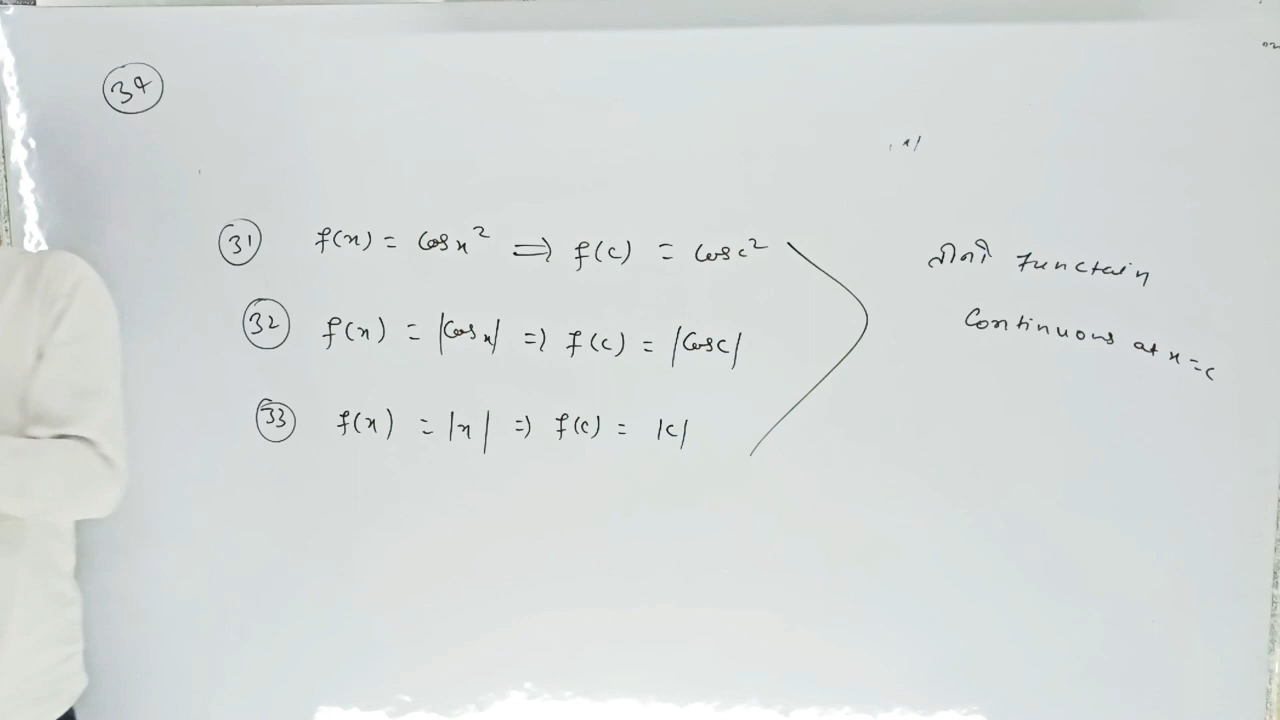 34
31 f(x) = Cos x² ⇒ f(c) = Cos c²
32 f(x) = |Cos x| ⇒ f(c) = |Cos c|
33 f(x) = |x| ⇒ f(c) = |c|
तीनों Function
Continuous at x = c